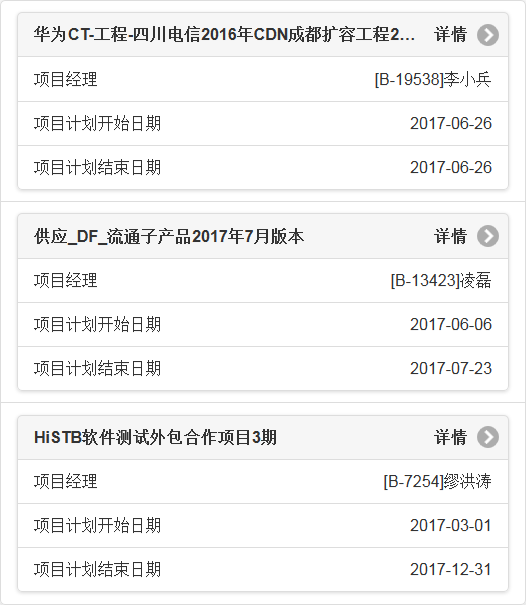 华为CT-工程-四川电信2016年CDN成都扩容工程2... 详情
项目经理 [B-19538]李小兵
项目计划开始日期 2017-06-26
项目计划结束日期 2017-06-26
供应_DF_流通子产品2017年7月版本 详情
项目经理 [B-13423]凌磊
项目计划开始日期 2017-06-06
项目计划结束日期 2017-07-23
HiSTB软件测试外包合作项目3期 详情
项目经理 [B-7254]缪洪涛
项目计划开始日期 2017-03-01
项目计划结束日期 2017-12-31